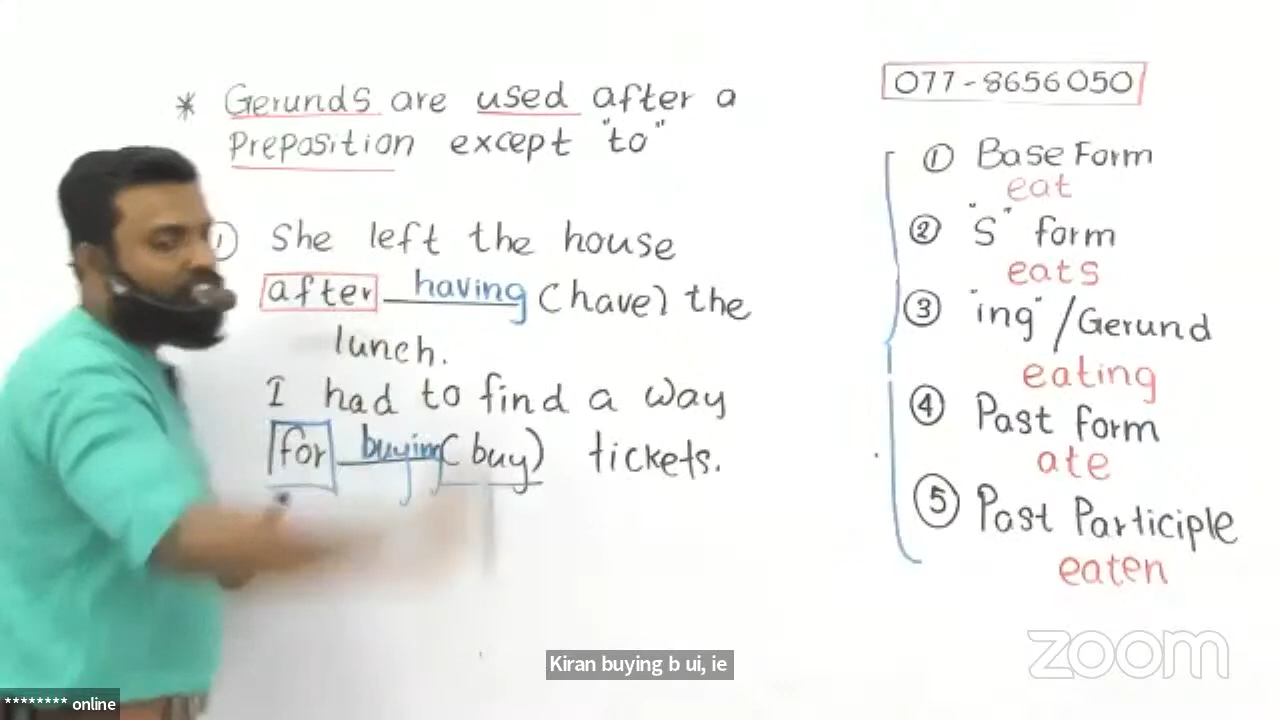 * Gerunds are used after a
Preposition except "to"
1) She left the house
after having (have) the
lunch.
I had to find a way
for buying (buy) tickets.
077-8656050
① Base Form
eat
② "S" form
eats
③ "ing" / Gerund
eating
④ Past form
ate
⑤ Past Participle
eaten
zoom
Kiran buying b ui, ie
******** online